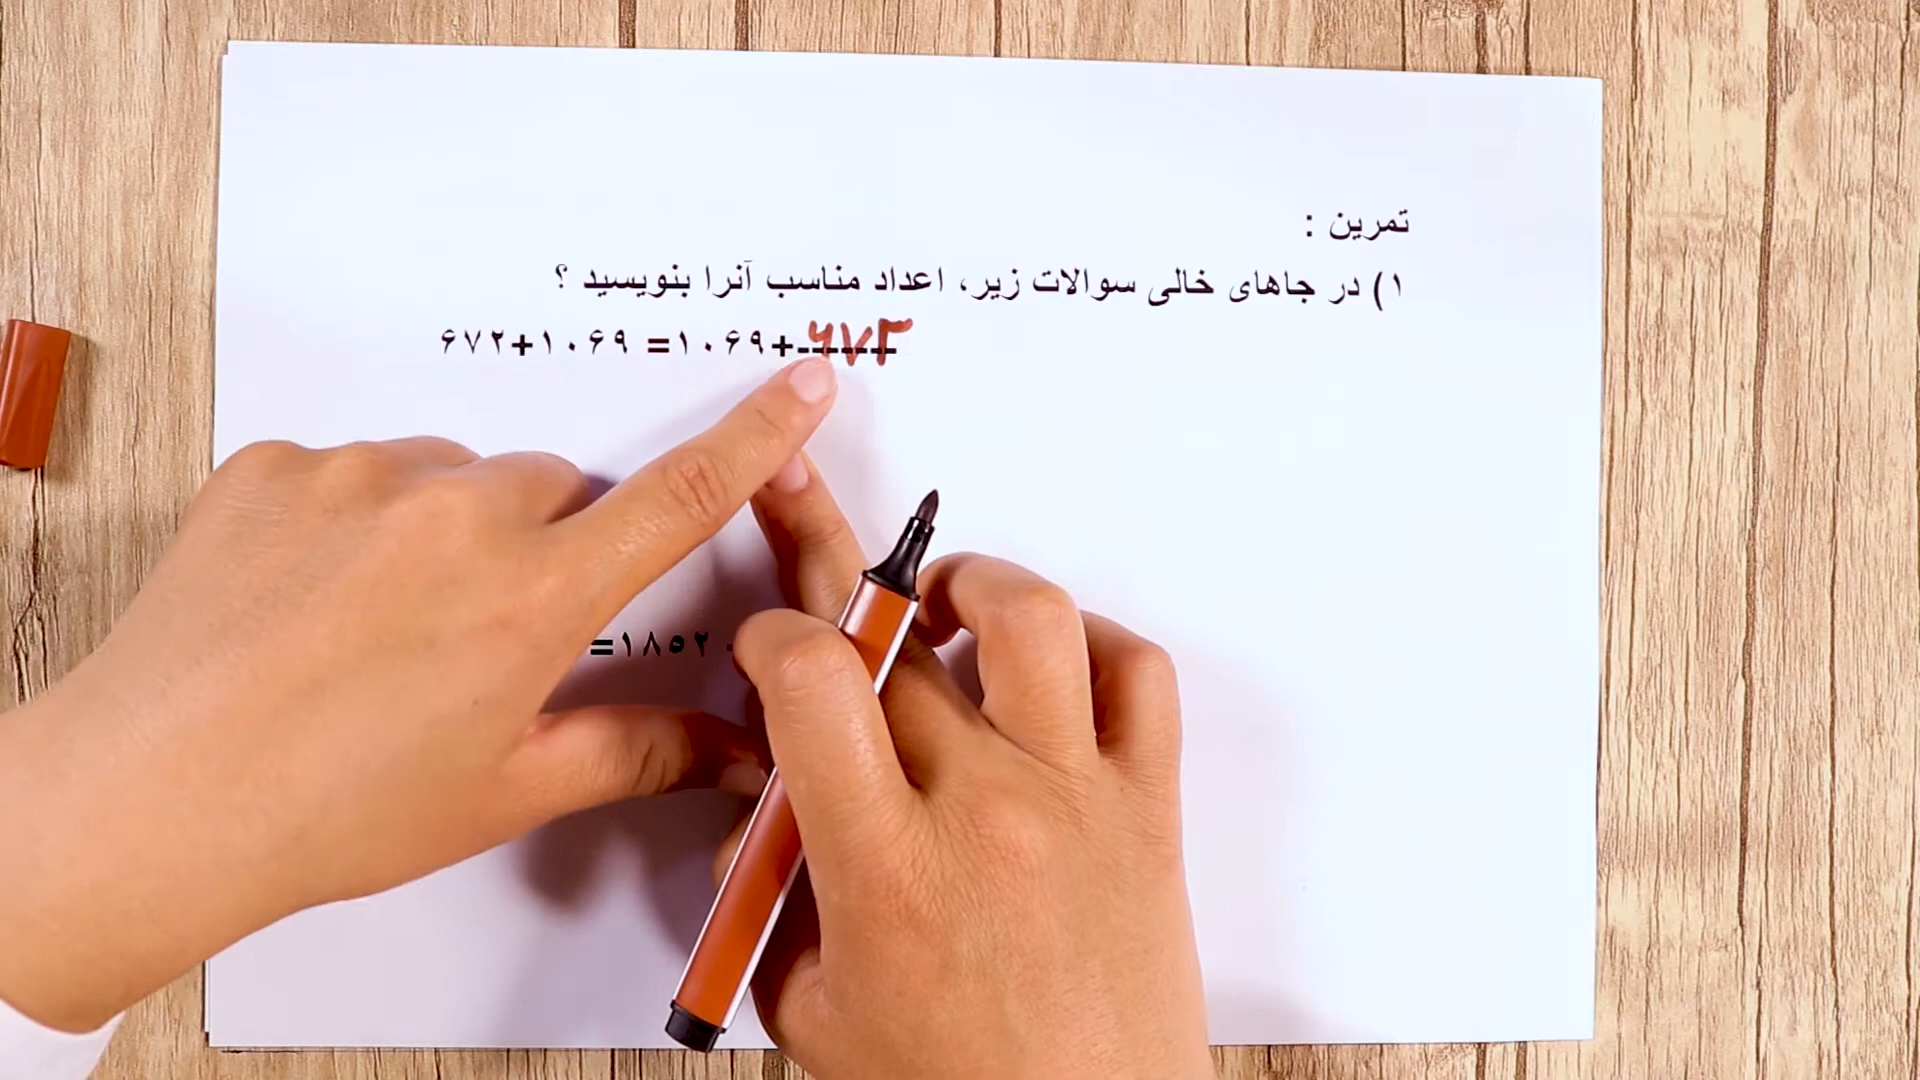 تمرین :
۱) در جاهای خالی سوالات زیر، اعداد مناسب آنرا بنویسید ؟
۶۷۲+۱۰۶۹ =۱۰۶۹+۶۷۲
=۱۸۵۲